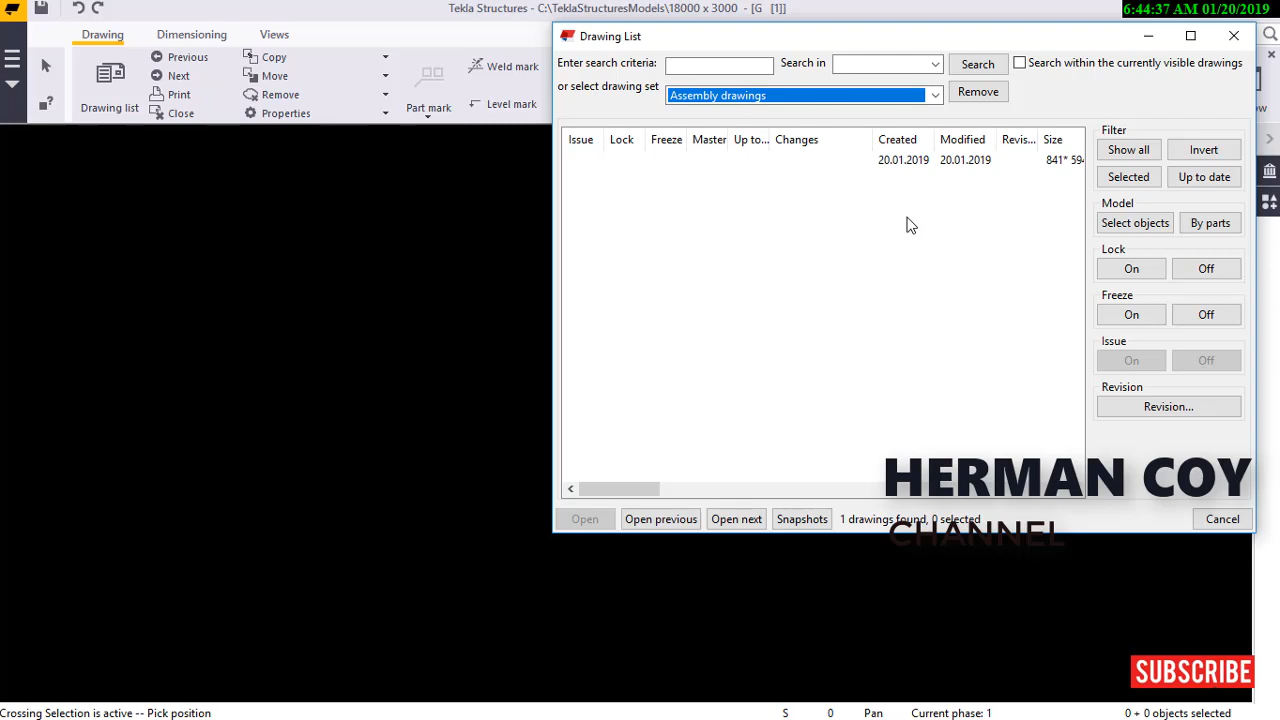 Tekla Structures - C:\TeklaStructuresModels\18000 x 3000 - [G [1]]
6:44:37 AM 01/20/2019
Drawing Dimensioning Views
Drawing list
Previous
Next
Print
Close
Copy
Move
Remove
Properties
Part mark
Weld mark
Level mark
Drawing List
Enter search criteria: Search in Search Search within the currently visible drawings
or select drawing set Assembly drawings Remove
Issue Lock Freeze Master Up to... Changes Created Modified Revis... Size
20.01.2019 20.01.2019 841* 594
Filter
Show all Invert
Selected Up to date
Model
Select objects By parts
Lock
On Off
Freeze
On Off
Issue
On Off
Revision
Revision...
HERMAN COY
CHANNEL
Open Open previous Open next Snapshots 1 drawings found, 0 selected Cancel
SUBSCRIBE
Crossing Selection is active -- Pick position S 0 Pan Current phase: 1 0 + 0 objects selected